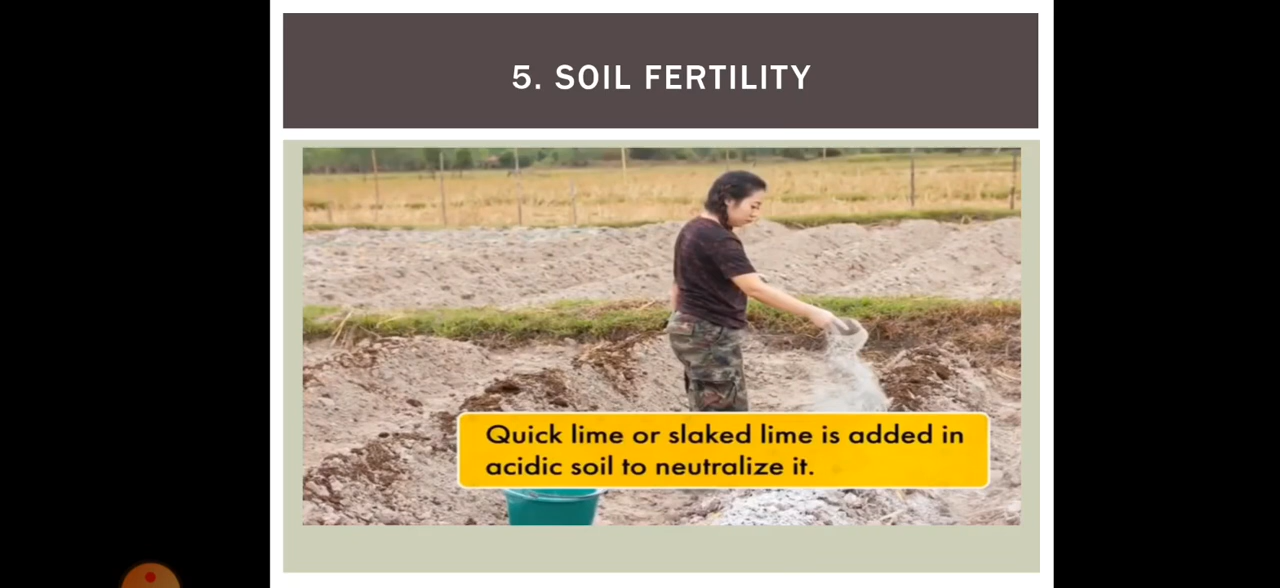 5. SOIL FERTILITY
Quick lime or slaked lime is added in
acidic soil to neutralize it.